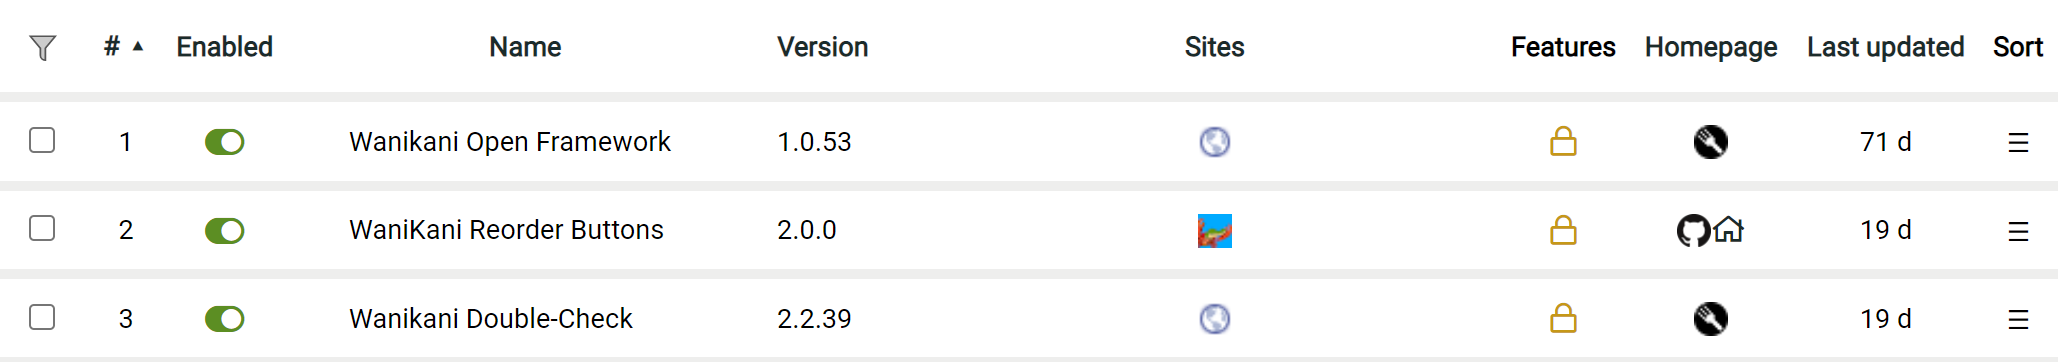 # ▲ Enabled Name Version Sites Features Homepage Last updated Sort
1 Wanikani Open Framework 1.0.53 71 d
2 WaniKani Reorder Buttons 2.0.0 19 d
3 Wanikani Double-Check 2.2.39 19 d